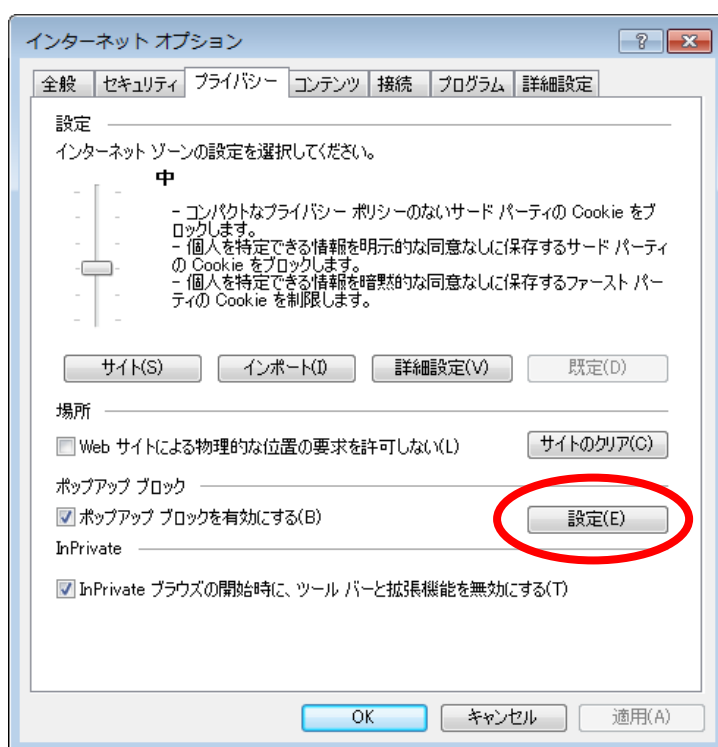 インターネット オプション
全般 セキュリティ プライバシー コンテンツ 接続 プログラム 詳細設定
設定
インターネット ゾーンの設定を選択してください。
中
- コンパクトなプライバシー ポリシーのないサード パーティの Cookie をブ
ロックします。
- 個人を特定できる情報を明示的な同意なしに保存するサード パーティ
の Cookie をブロックします。
- 個人を特定できる情報を暗黙的な同意なしに保存するファースト パー
ティの Cookie を制限します。
サイト(S) インポート(I) 詳細設定(V) 既定(D)
場所
Web サイトによる物理的な位置の要求を許可しない(L) サイトのクリア(C)
ポップアップ ブロック
ポップアップ ブロックを有効にする(B) 設定(E)
InPrivate
InPrivate ブラウズの開始時に、ツール バーと拡張機能を無効にする(T)
OK キャンセル 適用(A)